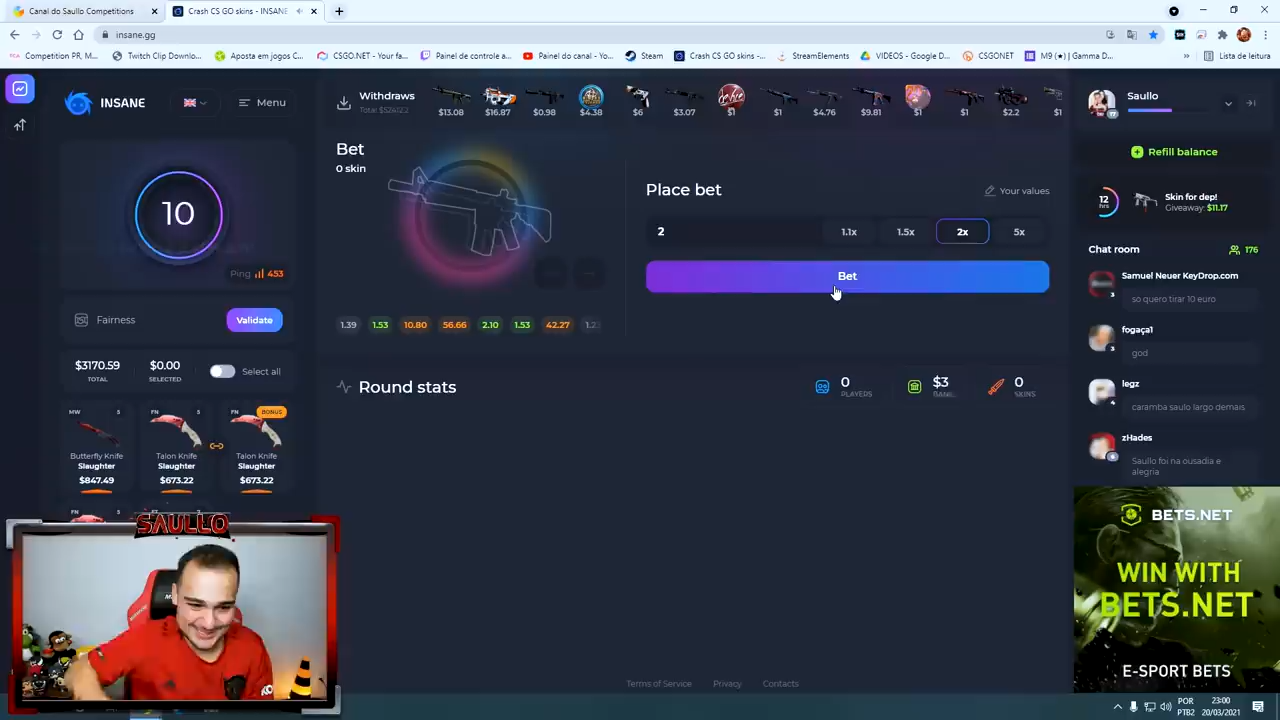 Canal do Saullo Competitions
Crash CS GO skins - INSANE
insane.gg
Competition PR, M...
Twitch Clip Downlo...
Aposta em jogos d...
CSGO.NET - Your fa...
Painel de controle a...
Painel do canal - Yo...
Steam
Crash CS GO skins -...
StreamElements
VIDEOS - Google D...
CSGONET
M9 (★) | Gamma D...
Lista de leitura
INSANE
Menu
Withdraws
$13.08
$16.87
$0.98
$4.38
$6
$3.07
$1
$1
$4.76
$9.81
$1
$1
$2.2
Saullo
Refill balance
Bet
0 skin
Place bet
Your values
2
1.1x
1.5x
2x
5x
Bet
10
Ping
453
Fairness
Validate
1.39
1.53
10.80
56.66
2.10
1.53
42.27
12
hrs
Skin for dep!
Giveaway: $11.17
Chat room
176
Samuel Neuer KeyDrop.com
so quero tirar 10 euro
fogaça1
god
legz
caramba saulo largo demais
zHades
Saullo foi na ousadia e
alegria
$3170.59
TOTAL
$0.00
SELECTED
Select all
Round stats
0
PLAYERS
$3
0
SKINS
MW
S
FN
S
FN
BONUS
Butterfly Knife
Slaughter
$847.49
Talon Knife
Slaughter
$673.22
Talon Knife
Slaughter
$673.22
FN
SAULLO
BETS.NET
WIN WITH
BETS.NET
E-SPORT BETS
Terms of Service
Privacy
Contacts
POR
PTB2
23:00
20/03/2021